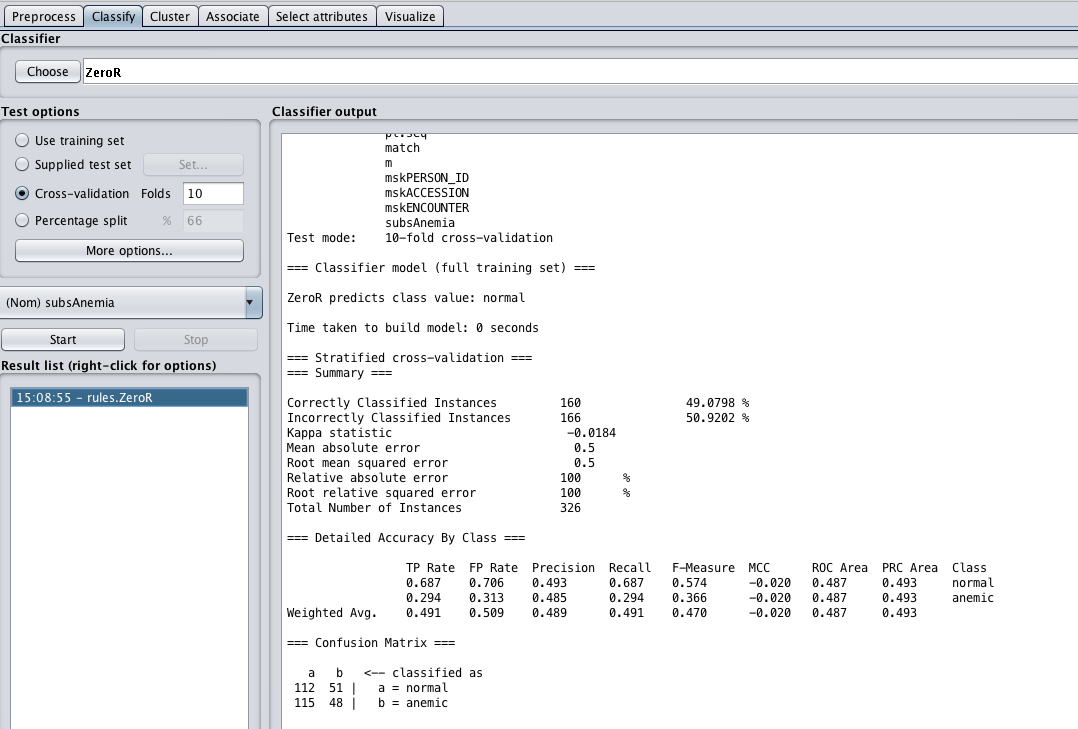 Preprocess Classify Cluster Associate Select attributes Visualize
Classifier
Choose ZeroR
Test options
Use training set
Supplied test set Set...
Cross-validation Folds 10
Percentage split % 66
More options...
(Nom) subsAnemia
Start Stop
Result list (right-click for options)
15:08:55 - rules.ZeroR
Classifier output
match
m
mskPERSON_ID
mskACCESSION
mskENCOUNTER
subsAnemia
Test mode: 10-fold cross-validation
=== Classifier model (full training set) ===
ZeroR predicts class value: normal
Time taken to build model: 0 seconds
=== Stratified cross-validation ===
=== Summary ===
Correctly Classified Instances 160 49.0798 %
Incorrectly Classified Instances 166 50.9202 %
Kappa statistic -0.0184
Mean absolute error 0.5
Root mean squared error 0.5
Relative absolute error 100 %
Root relative squared error 100 %
Total Number of Instances 326
=== Detailed Accuracy By Class ===
TP Rate FP Rate Precision Recall F-Measure MCC ROC Area PRC Area Class
0.687 0.706 0.493 0.687 0.574 -0.020 0.487 0.493 normal
0.294 0.313 0.485 0.294 0.366 -0.020 0.487 0.493 anemic
Weighted Avg. 0.491 0.509 0.489 0.491 0.470 -0.020 0.487 0.493
=== Confusion Matrix ===
a b <-- classified as
112 51 | a = normal
115 48 | b = anemic